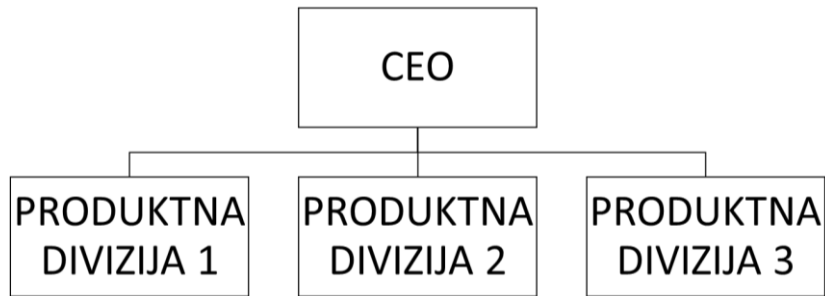 CEO
PRODUKTNA
DIVIZIJA 1
PRODUKTNA
DIVIZIJA 2
PRODUKTNA
DIVIZIJA 3